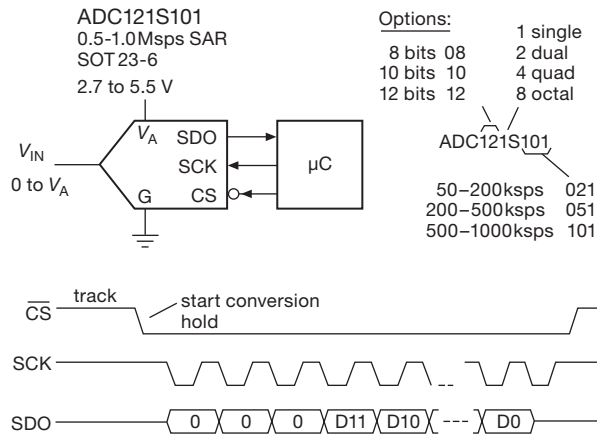 ADC121S101
0.5-1.0Msps SAR
SOT23-6
2.7 to 5.5 V
Options:
1 single
8 bits 08 2 dual
10 bits 10 4 quad
12 bits 12 8 octal
ADC121S101
50–200ksps 021
200–500ksps 051
500–1000ksps 101
VIN
0 to VA
VA
SDO
SCK
CS
G
μC
CS
track
start conversion
hold
SCK
SDO 0 0 0 D11 D10 D0